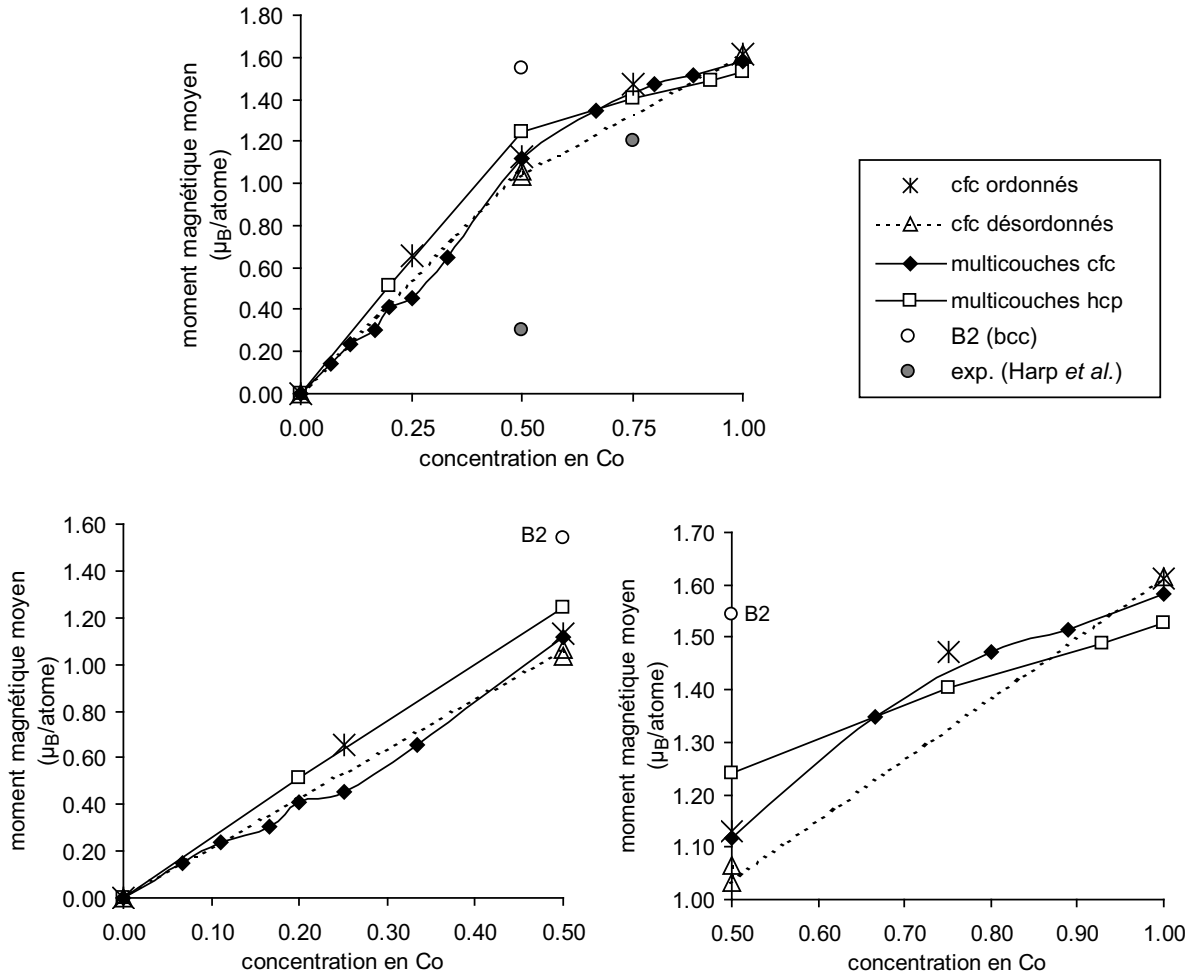 1.80
1.60
1.40
1.20
1.00
0.80
0.60
0.40
0.20
0.00
moment magnétique moyen
(µB/atome)
0.00 0.25 0.50 0.75 1.00
concentration en Co
cfc ordonnés
cfc désordonnés
multicouches cfc
multicouches hcp
B2 (bcc)
exp. (Harp et al.)
1.60
1.40
1.20
1.00
0.80
0.60
0.40
0.20
0.00
moment magnétique moyen
(µB/atome)
B2
0.00 0.10 0.20 0.30 0.40 0.50
concentration en Co
1.70
1.60
1.50
1.40
1.30
1.20
1.10
1.00
moment magnétique moyen
(µB/atome)
B2
0.50 0.60 0.70 0.80 0.90 1.00
concentration en Co